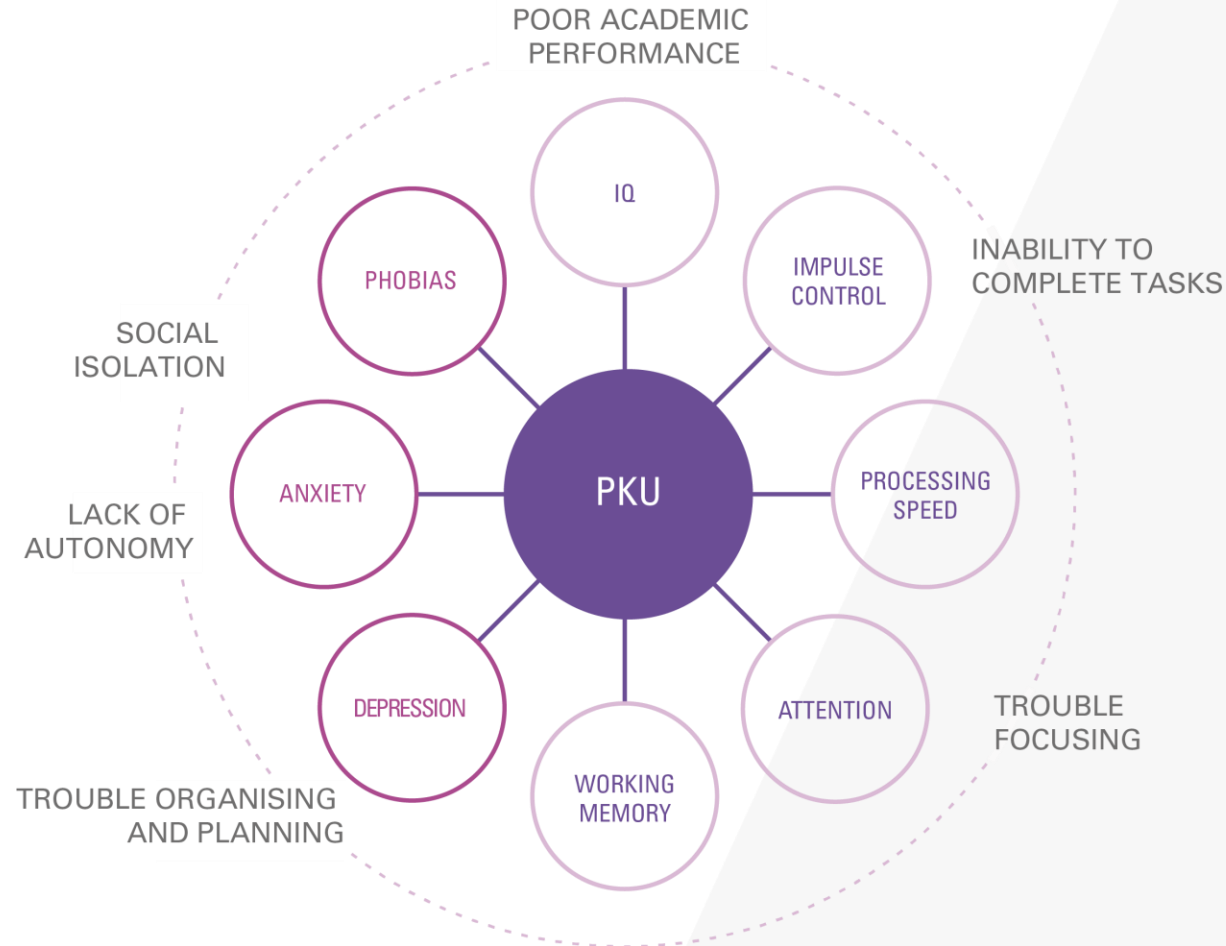 POOR ACADEMIC
PERFORMANCE
IQ
PHOBIAS
IMPULSE
CONTROL
INABILITY TO
COMPLETE TASKS
SOCIAL
ISOLATION
ANXIETY
PKU
PROCESSING
SPEED
LACK OF
AUTONOMY
DEPRESSION
ATTENTION
TROUBLE
FOCUSING
WORKING
MEMORY
TROUBLE ORGANISING
AND PLANNING